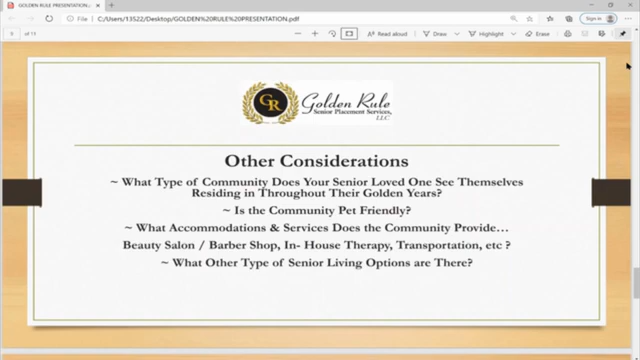 GOLDEN RULE PRESENTATION...
C:/Users/13522/Desktop/GOLDEN%20RULE%20PRESENTATION.pdf
Sign in
of 11
Read aloud
Draw
Highlight
Erase
GR
Golden Rule
Senior Placement Services,
LLC
Other Considerations
~ What Type of Community Does Your Senior Loved One See Themselves
Residing in Throughout Their Golden Years?
~ Is the Community Pet Friendly?
~ What Accommodations & Services Does the Community Provide...
Beauty Salon / Barber Shop, In- House Therapy, Transportation, etc ?
~ What Other Type of Senior Living Options are There?